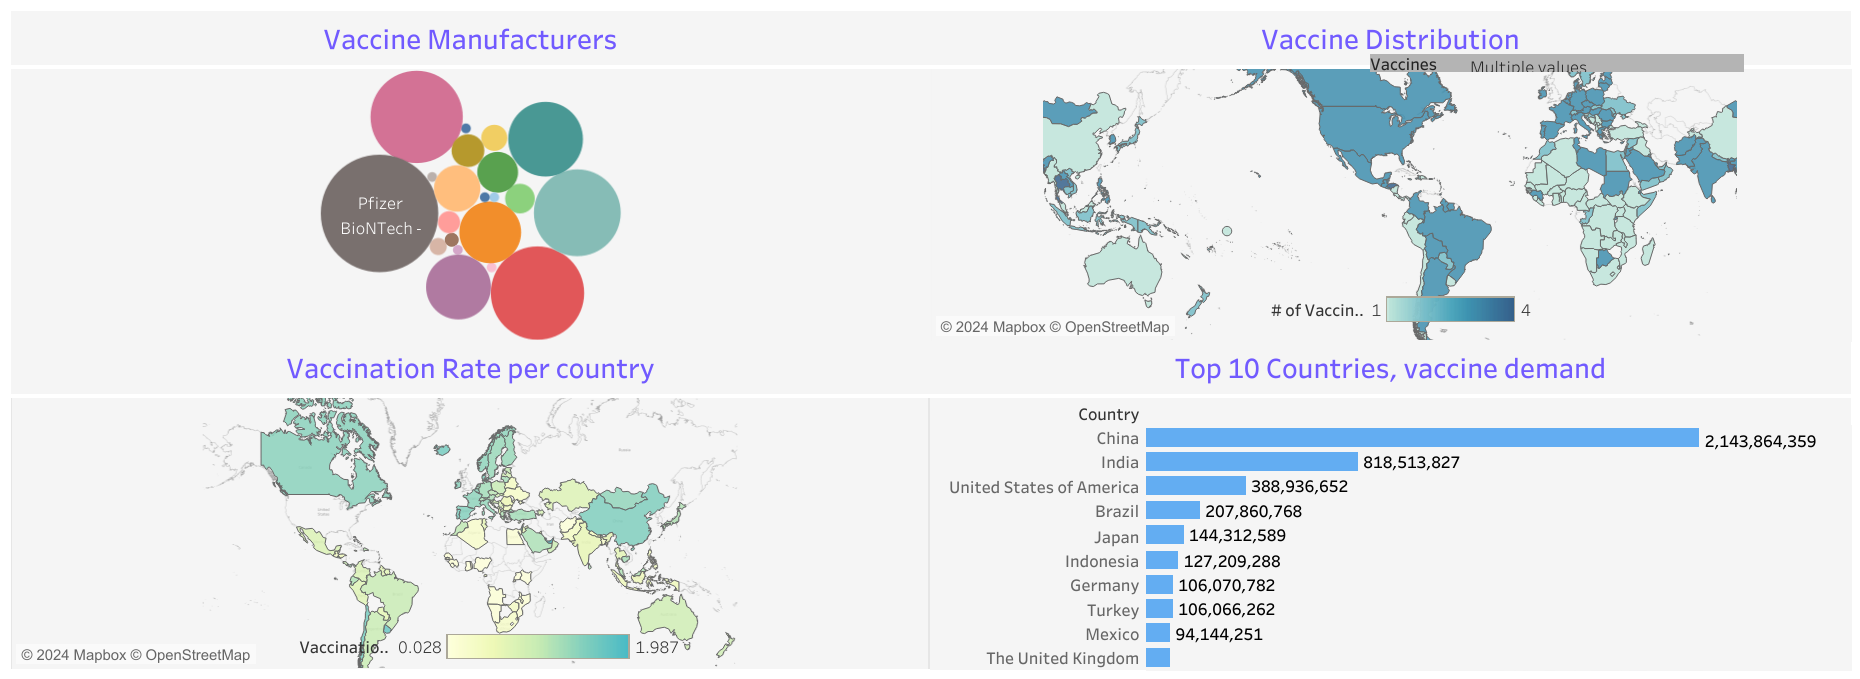 Vaccine Manufacturers
Vaccine Distribution
Vaccines Multiple values
Pfizer
BioNTech -
# of Vaccin.. 1 4
© 2024 Mapbox © OpenStreetMap
Vaccination Rate per country
Top 10 Countries, vaccine demand
Vaccinatio.. 0.028 1.987
© 2024 Mapbox © OpenStreetMap
Country
China 2,143,864,359
India 818,513,827
United States of America 388,936,652
Brazil 207,860,768
Japan 144,312,589
Indonesia 127,209,288
Germany 106,070,782
Turkey 106,066,262
Mexico 94,144,251
The United Kingdom